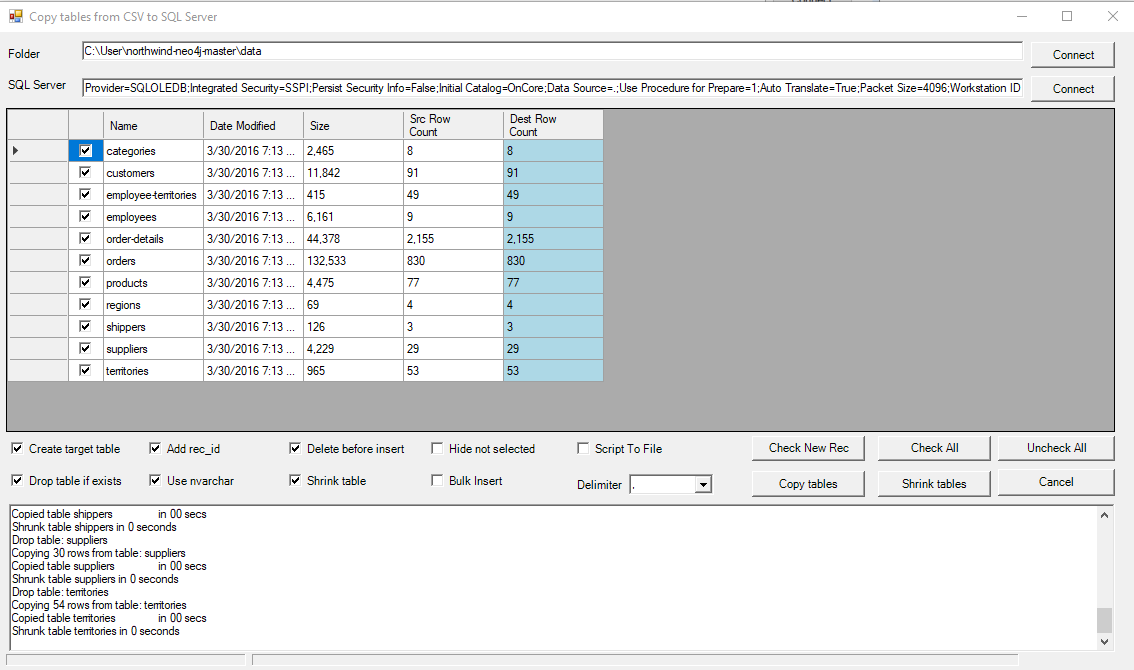 Copy tables from CSV to SQL Server
Folder
C:\User\northwind-neo4j-master\data
Connect
SQL Server
Provider=SQLOLEDB;Integrated Security=SSPI;Persist Security Info=False;Initial Catalog=OnCore;Data Source=.;Use Procedure for Prepare=1;Auto Translate=True;Packet Size=4096;Workstation ID
Connect
Name Date Modified Size Src Row Count Dest Row Count
categories 3/30/2016 7:13 ... 2,465 8 8
customers 3/30/2016 7:13 ... 11,842 91 91
employee-territories 3/30/2016 7:13 ... 415 49 49
employees 3/30/2016 7:13 ... 6,161 9 9
order-details 3/30/2016 7:13 ... 44,378 2,155 2,155
orders 3/30/2016 7:13 ... 132,533 830 830
products 3/30/2016 7:13 ... 4,475 77 77
regions 3/30/2016 7:13 ... 69 4 4
shippers 3/30/2016 7:13 ... 126 3 3
suppliers 3/30/2016 7:13 ... 4,229 29 29
territories 3/30/2016 7:13 ... 965 53 53
Create target table Add rec_id Delete before insert Hide not selected Script To File Check New Rec Check All Uncheck All
Drop table if exists Use nvarchar Shrink table Bulk Insert Delimiter , Copy tables Shrink tables Cancel
Copied table shippers in 00 secs
Shrunk table shippers in 0 seconds
Drop table: suppliers
Copying 30 rows from table: suppliers
Copied table suppliers in 00 secs
Shrunk table suppliers in 0 seconds
Drop table: territories
Copying 54 rows from table: territories
Copied table territories in 00 secs
Shrunk table territories in 0 seconds